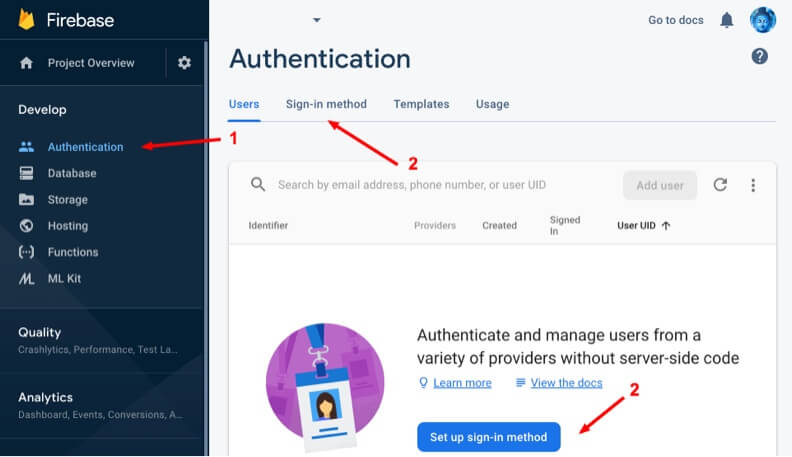 Firebase
Go to docs
Project Overview
Authentication
Develop
Users Sign-in method Templates Usage
1
Authentication
2
Database
Storage
Hosting
Functions
ML Kit
Search by email address, phone number, or user UID Add user
Identifier Providers Created Signed In User UID
Quality
Crashlytics, Performance, Test La...
Authenticate and manage users from a
variety of providers without server-side code
Learn more View the docs
2
Analytics
Dashboard, Events, Conversions, A...
Set up sign-in method